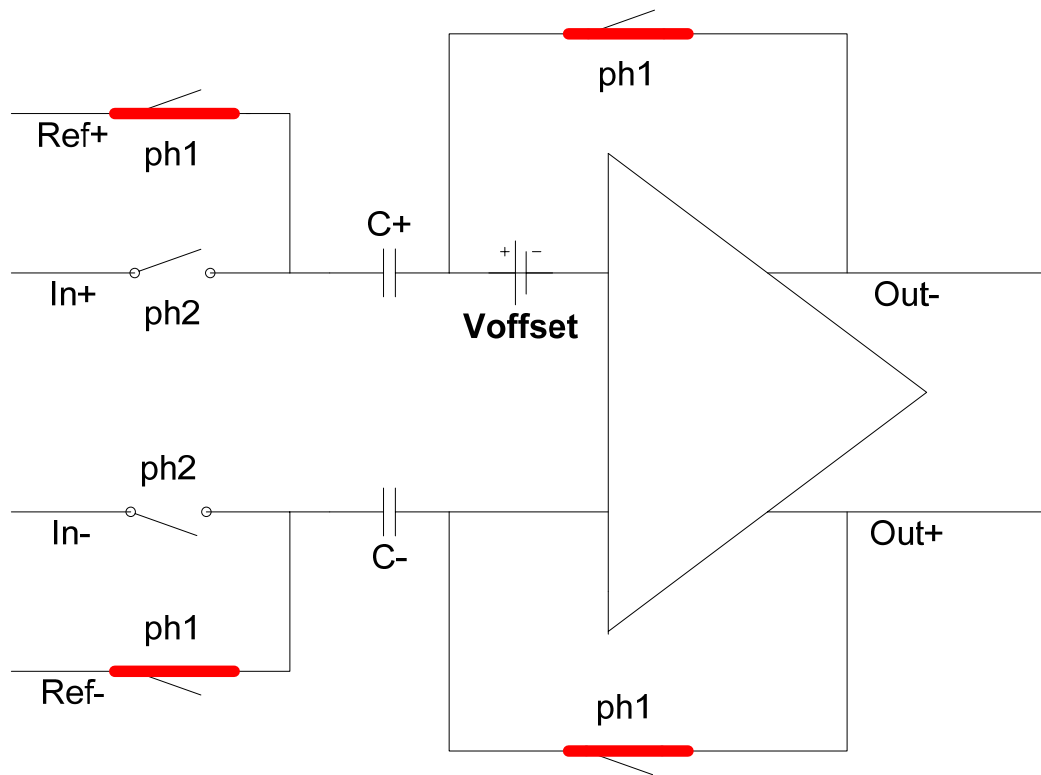 ph1
Ref+
ph1
C+
+ -
In+
ph2
Out-
Voffset
ph2
In-
C-
Out+
ph1
Ref-
ph1